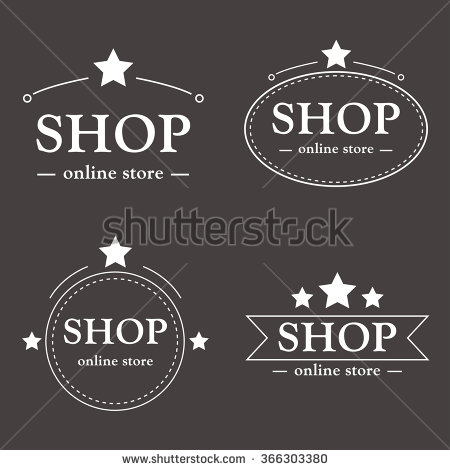 SHOP
— online store —
SHOP
— online store —
shutterstock
SHOP
online store
SHOP
— online store —
www.shutterstock.com · 366303380